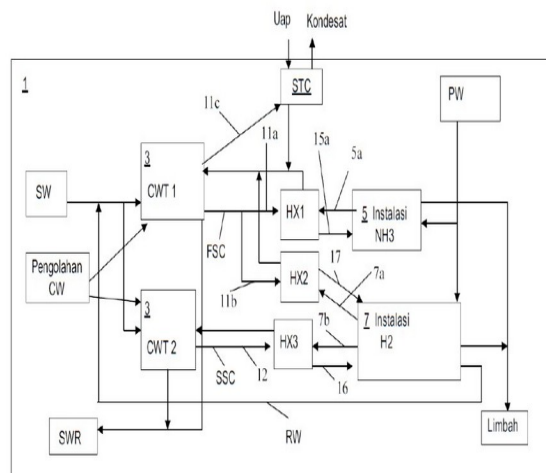 Uap Kondesat
1
STC
PW
11c
11a
15a
5a
3
CWT 1
SW
HX1
5 Instalasi
NH3
FSC
Pengolahan
CW
HX2
17
7a
11b
3
CWT 2
HX3
7b
7 Instalasi
H2
SSC
12
16
SWR
RW
Limbah